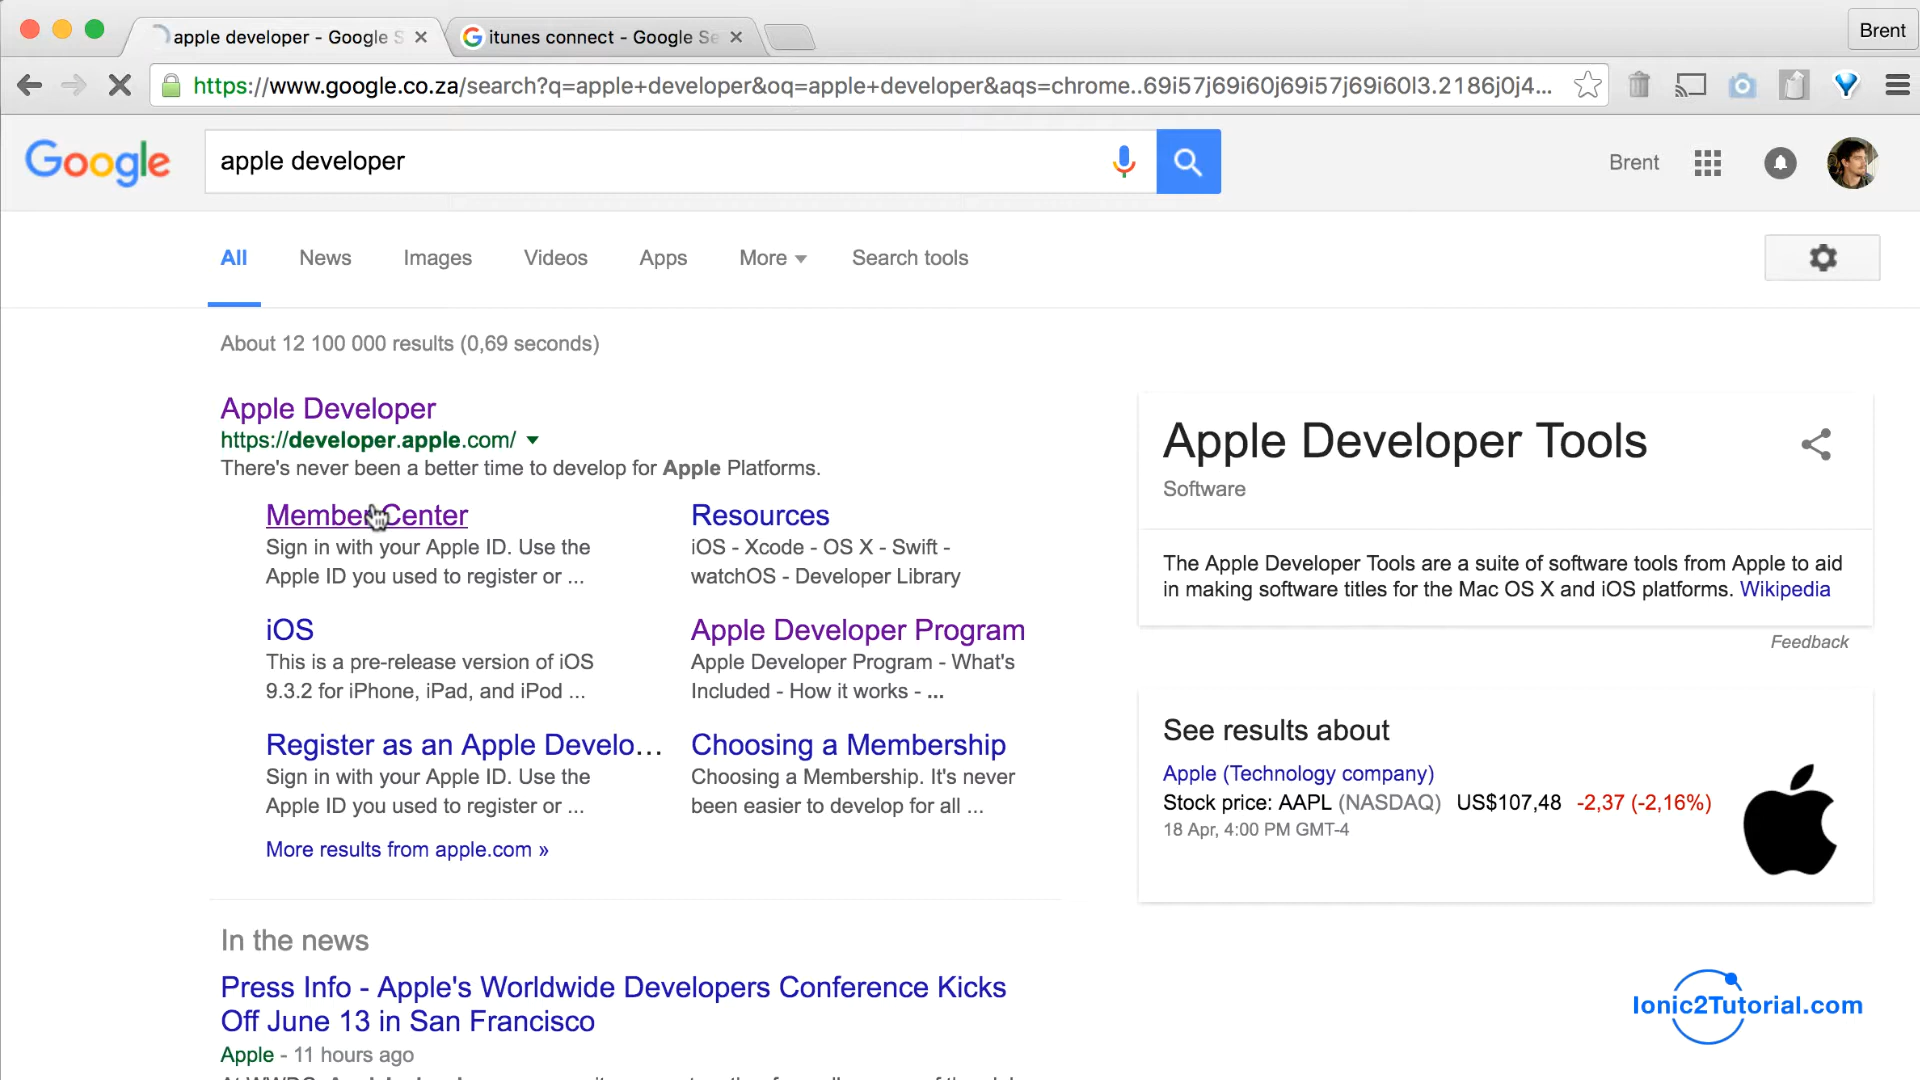 apple developer - Google S
itunes connect - Google Se
Brent
https://www.google.co.za/search?q=apple+developer&oq=apple+developer&aqs=chrome..69i57j69i60j69i57j69i60l3.2186j0j4...
Google
apple developer
Brent
All
News
Images
Videos
Apps
More
Search tools
About 12 100 000 results (0,69 seconds)
Apple Developer
https://developer.apple.com/
There's never been a better time to develop for Apple Platforms.
Member Center
Sign in with your Apple ID. Use the
Apple ID you used to register or ...
Resources
iOS - Xcode - OS X - Swift -
watchOS - Developer Library
iOS
This is a pre-release version of iOS
9.3.2 for iPhone, iPad, and iPod ...
Apple Developer Program
Apple Developer Program - What's
Included - How it works - ...
Register as an Apple Develo...
Sign in with your Apple ID. Use the
Apple ID you used to register or ...
Choosing a Membership
Choosing a Membership. It's never
been easier to develop for all ...
More results from apple.com »
In the news
Press Info - Apple's Worldwide Developers Conference Kicks
Off June 13 in San Francisco
Apple - 11 hours ago
Apple Developer Tools
Software
The Apple Developer Tools are a suite of software tools from Apple to aid
in making software titles for the Mac OS X and iOS platforms. Wikipedia
Feedback
See results about
Apple (Technology company)
Stock price: AAPL (NASDAQ) US$107,48 -2,37 (-2,16%)
18 Apr, 4:00 PM GMT-4
Ionic2Tutorial.com